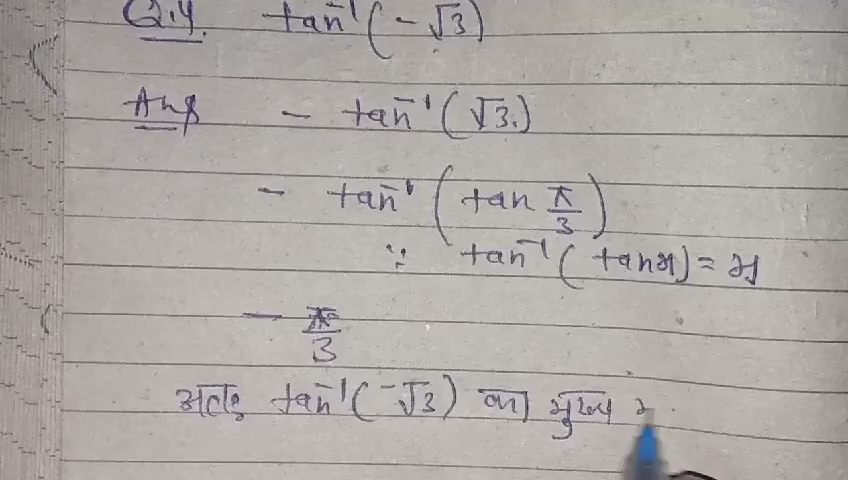 Q.4. tan⁻¹(-√3)
Ans - tan⁻¹(√3.)
- tan⁻¹(tan π/3)
∵ tan⁻¹(tanx) = x
- π/3
अतः tan⁻¹(-√3) का मुख्य म